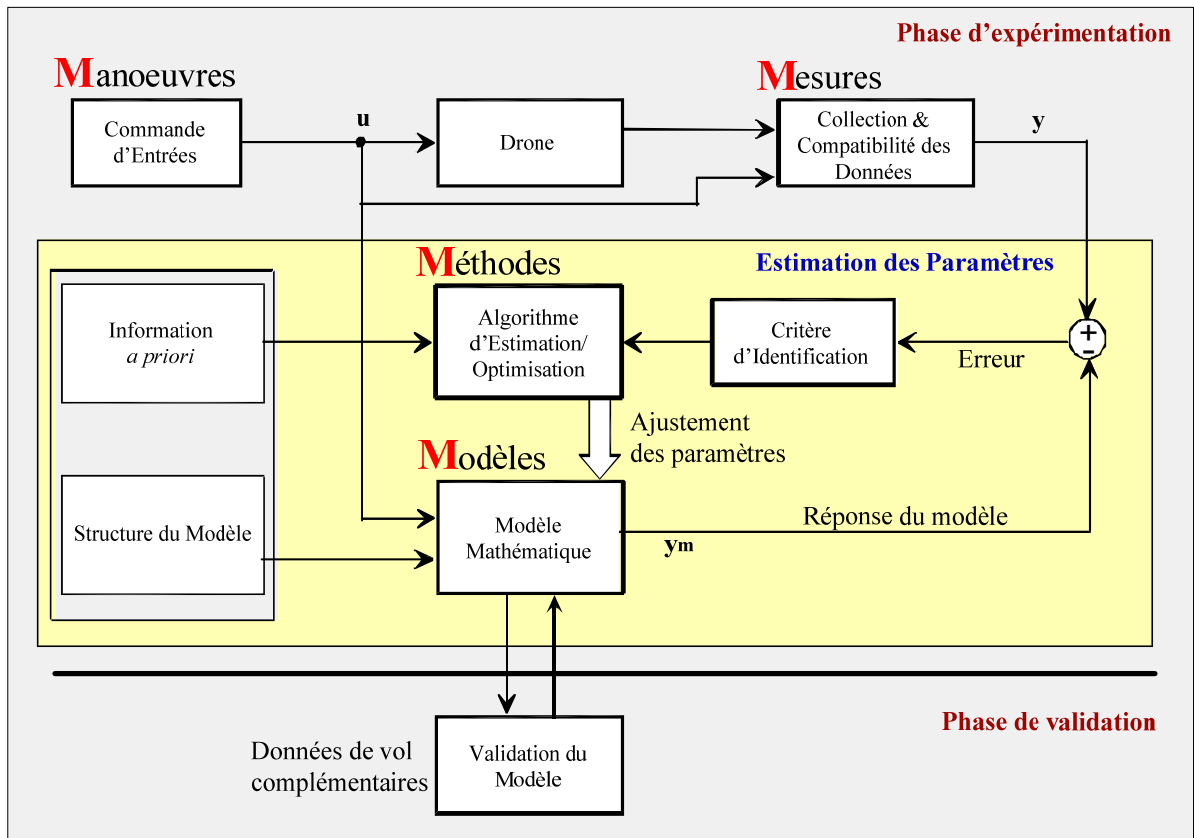 Phase d’expérimentation
Manoeuvres
Mesures
Commande
d’Entrées
u
Drone
Collection &
Compatibilité des
Données
y
Estimation des Paramètres
Méthodes
Information
a priori
Algorithme
d’Estimation/
Optimisation
Critère
d’Identification
Erreur
+
-
Ajustement
des paramètres
Modèles
Structure du Modèle
Modèle
Mathématique
Réponse du modèle
ym
Phase de validation
Données de vol
complémentaires
Validation du
Modèle